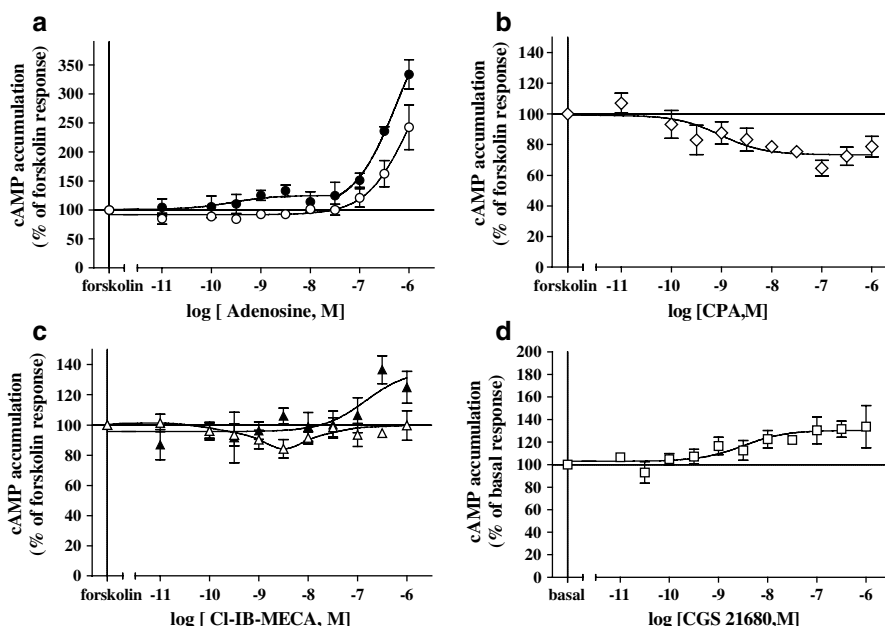 a
cAMP accumulation
(% of forskolin response)
350
300
250
200
150
100
50
0
forskolin -11 -10 -9 -8 -7 -6
log [ Adenosine, M]
b
cAMP accumulation
(% of forskolin response)
140
120
100
80
60
40
20
0
forskolin -11 -10 -9 -8 -7 -6
log [CPA,M]
c
cAMP accumulation
(% of forskolin response)
140
120
100
80
60
40
20
0
forskolin -11 -10 -9 -8 -7 -6
log [ Cl-IB-MECA, M]
d
cAMP accumulation
(% of basal response)
200
180
160
140
120
100
80
60
40
20
0
basal -11 -10 -9 -8 -7 -6
log [CGS 21680,M]